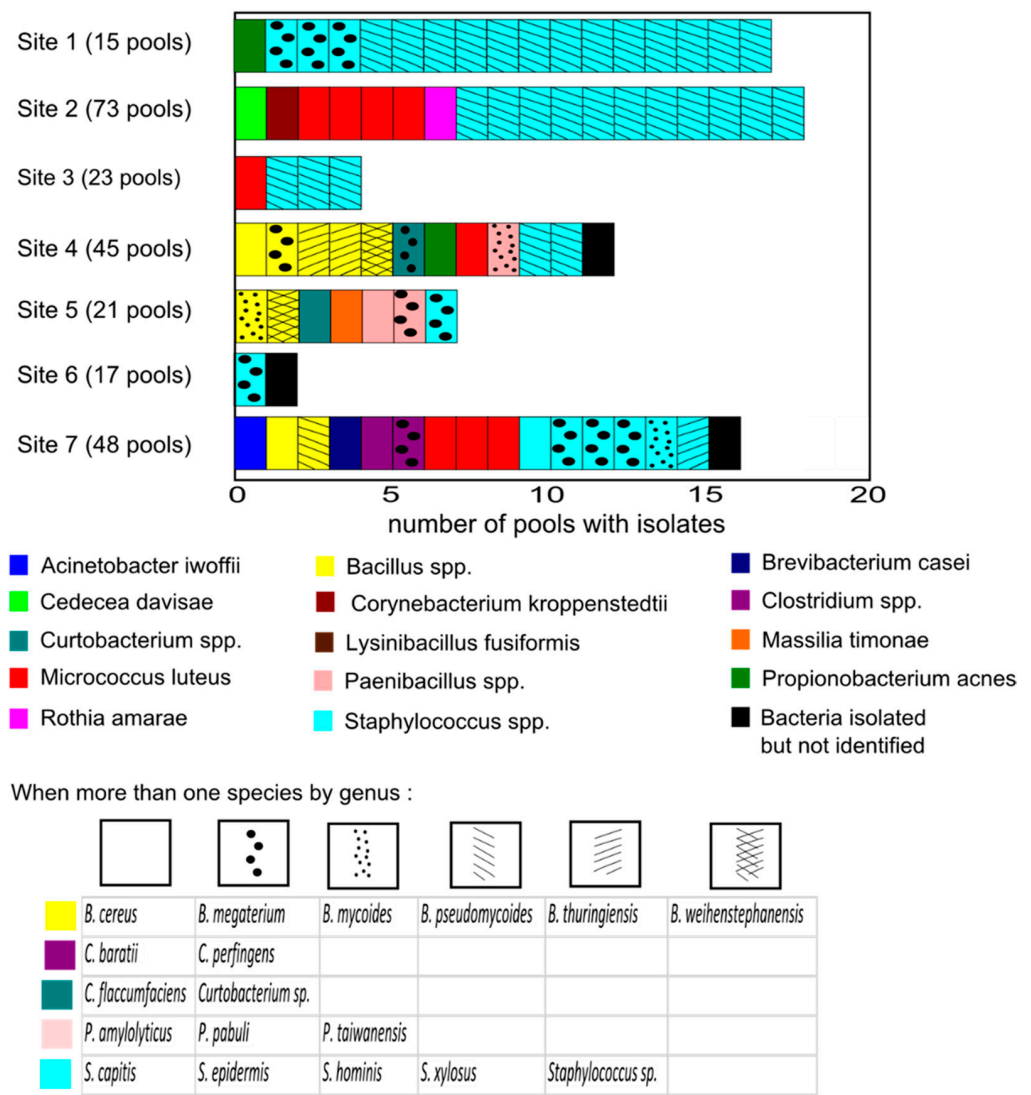 Site 1 (15 pools)
Site 2 (73 pools)
Site 3 (23 pools)
Site 4 (45 pools)
Site 5 (21 pools)
Site 6 (17 pools)
Site 7 (48 pools)
0 5 10 15 20
number of pools with isolates
Acinetobacter iwoffii Bacillus spp. Brevibacterium casei
Cedecea davisae Corynebacterium kroppenstedtii Clostridium spp.
Curtobacterium spp. Lysinibacillus fusiformis Massilia timonae
Micrococcus luteus Paenibacillus spp. Propionobacterium acnes
Rothia amarae Staphylococcus spp. Bacteria isolated
but not identified
When more than one species by genus :
B. cereus B. megaterium B. mycoides B. pseudomycoides B. thuringiensis B. weihenstephanensis
C. baratii C. perfingens
C. flaccumfaciens Curtobacterium sp.
P. amylolyticus P. pabuli P. taiwanensis
S. capitis S. epidermis S. hominis S. xylosus Staphylococcus sp.